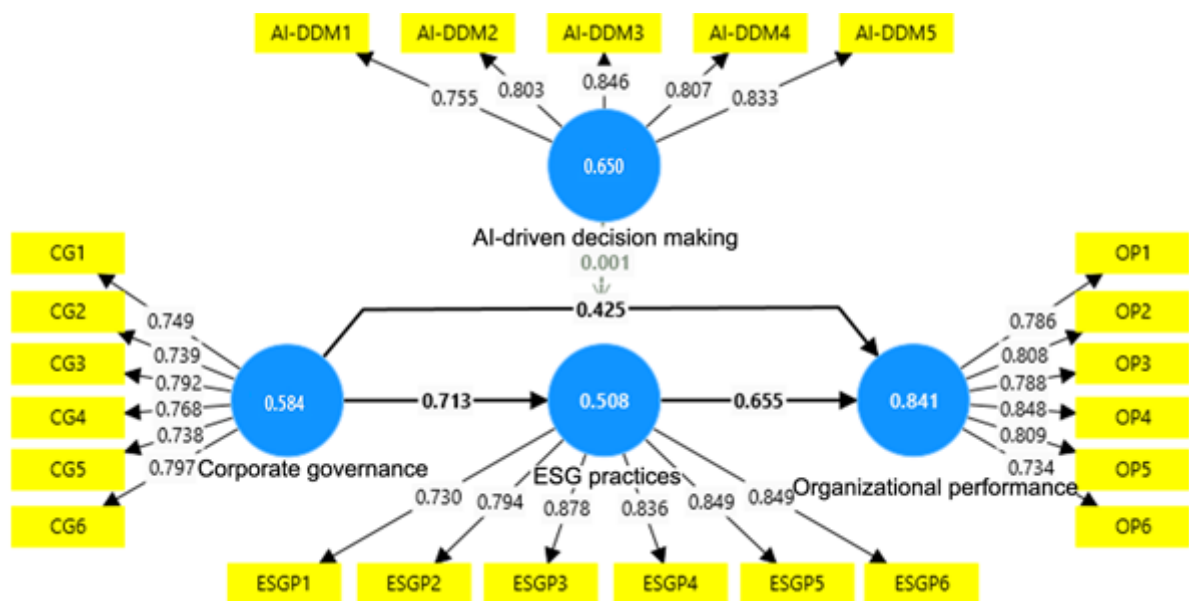 AI-DDM1 AI-DDM2 AI-DDM3 AI-DDM4 AI-DDM5
0.755 0.803 0.846 0.807 0.833
0.650
AI-driven decision making
0.001
0.425
CG1
CG2
CG3
CG4
CG5
CG6
0.749
0.739
0.792
0.768
0.738
0.797
0.584
Corporate governance
0.713
0.508
ESG practices
0.655
0.841
Organizational performance
0.786
0.808
0.788
0.848
0.809
0.734
OP1
OP2
OP3
OP4
OP5
OP6
0.730 0.794 0.878 0.836 0.849 0.849
ESGP1 ESGP2 ESGP3 ESGP4 ESGP5 ESGP6